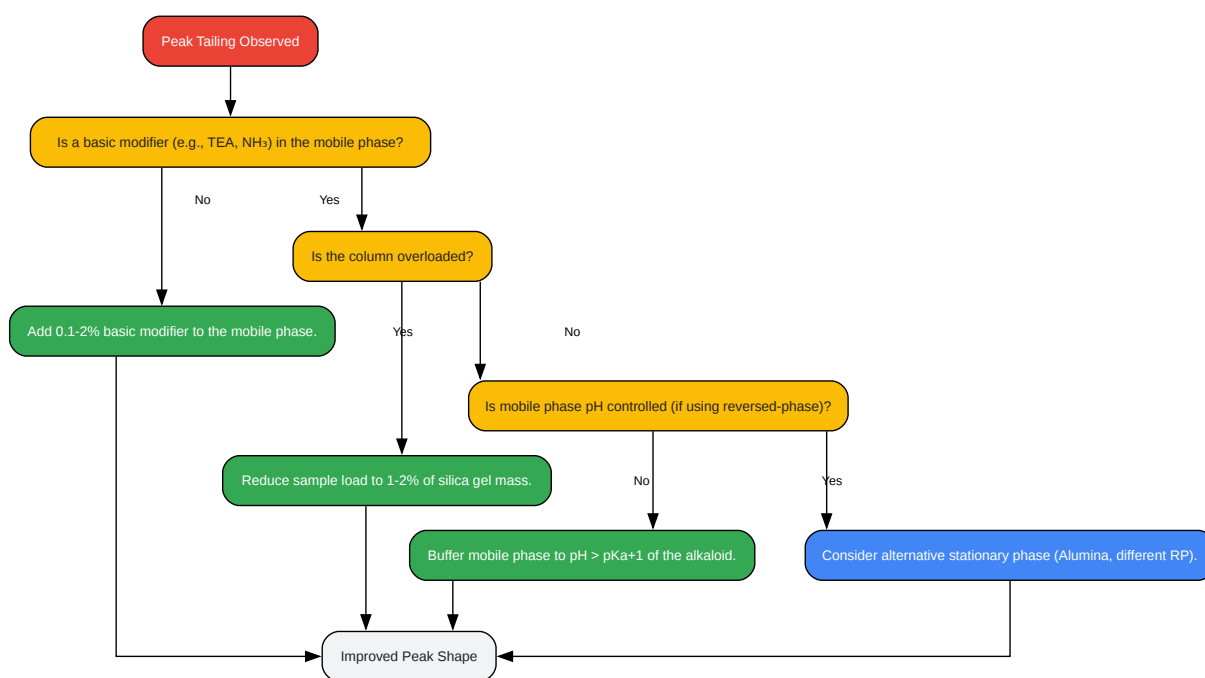 Peak Tailing Observed
Is a basic modifier (e.g., TEA, NH₃) in the mobile phase?
No
Yes
Is the column overloaded?
Add 0.1-2% basic modifier to the mobile phase.
Yes
No
Is mobile phase pH controlled (if using reversed-phase)?
Reduce sample load to 1-2% of silica gel mass.
No
Yes
Buffer mobile phase to pH > pKa+1 of the alkaloid.
Consider alternative stationary phase (Alumina, different RP).
Improved Peak Shape